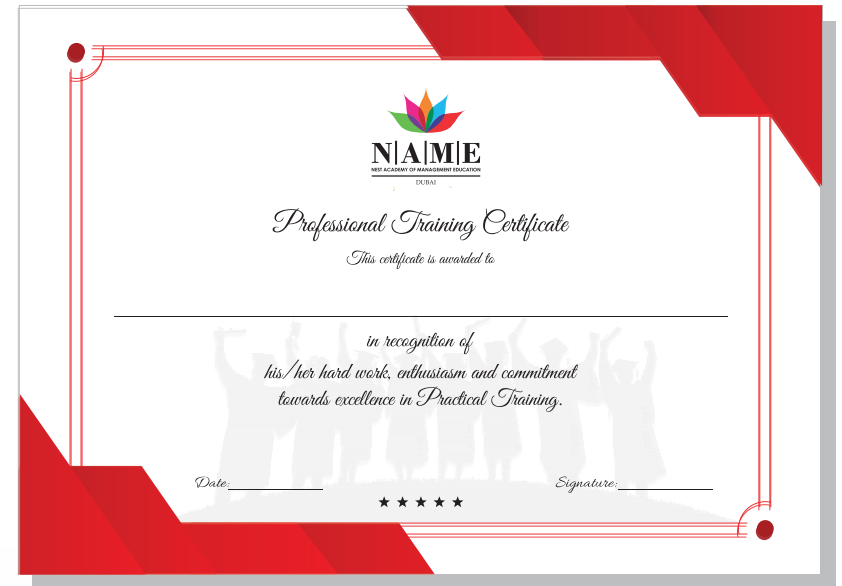 N|A|M|E
NEST ACADEMY OF MANAGEMENT EDUCATION
DUBAI
Professional Training Certificate
This certificate is awarded to
in recognition of
his/her hard work, enthusiasm and commitment
towards excellence in Practical Training.
Date:
Signature: